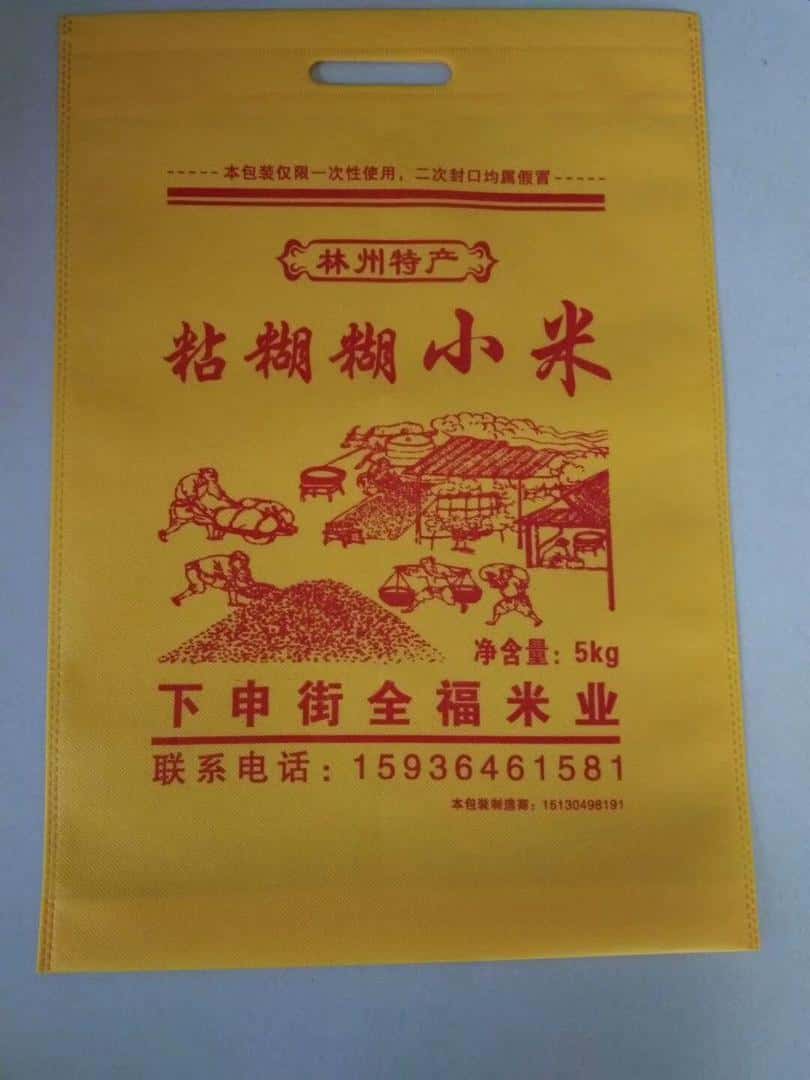 -----本包装仅限一次性使用，二次封口均属假冒-----
林州特产
粘糊糊小米
净含量：5kg
下申街全福米业
联系电话：15936461581
本包装制造商：15130498191